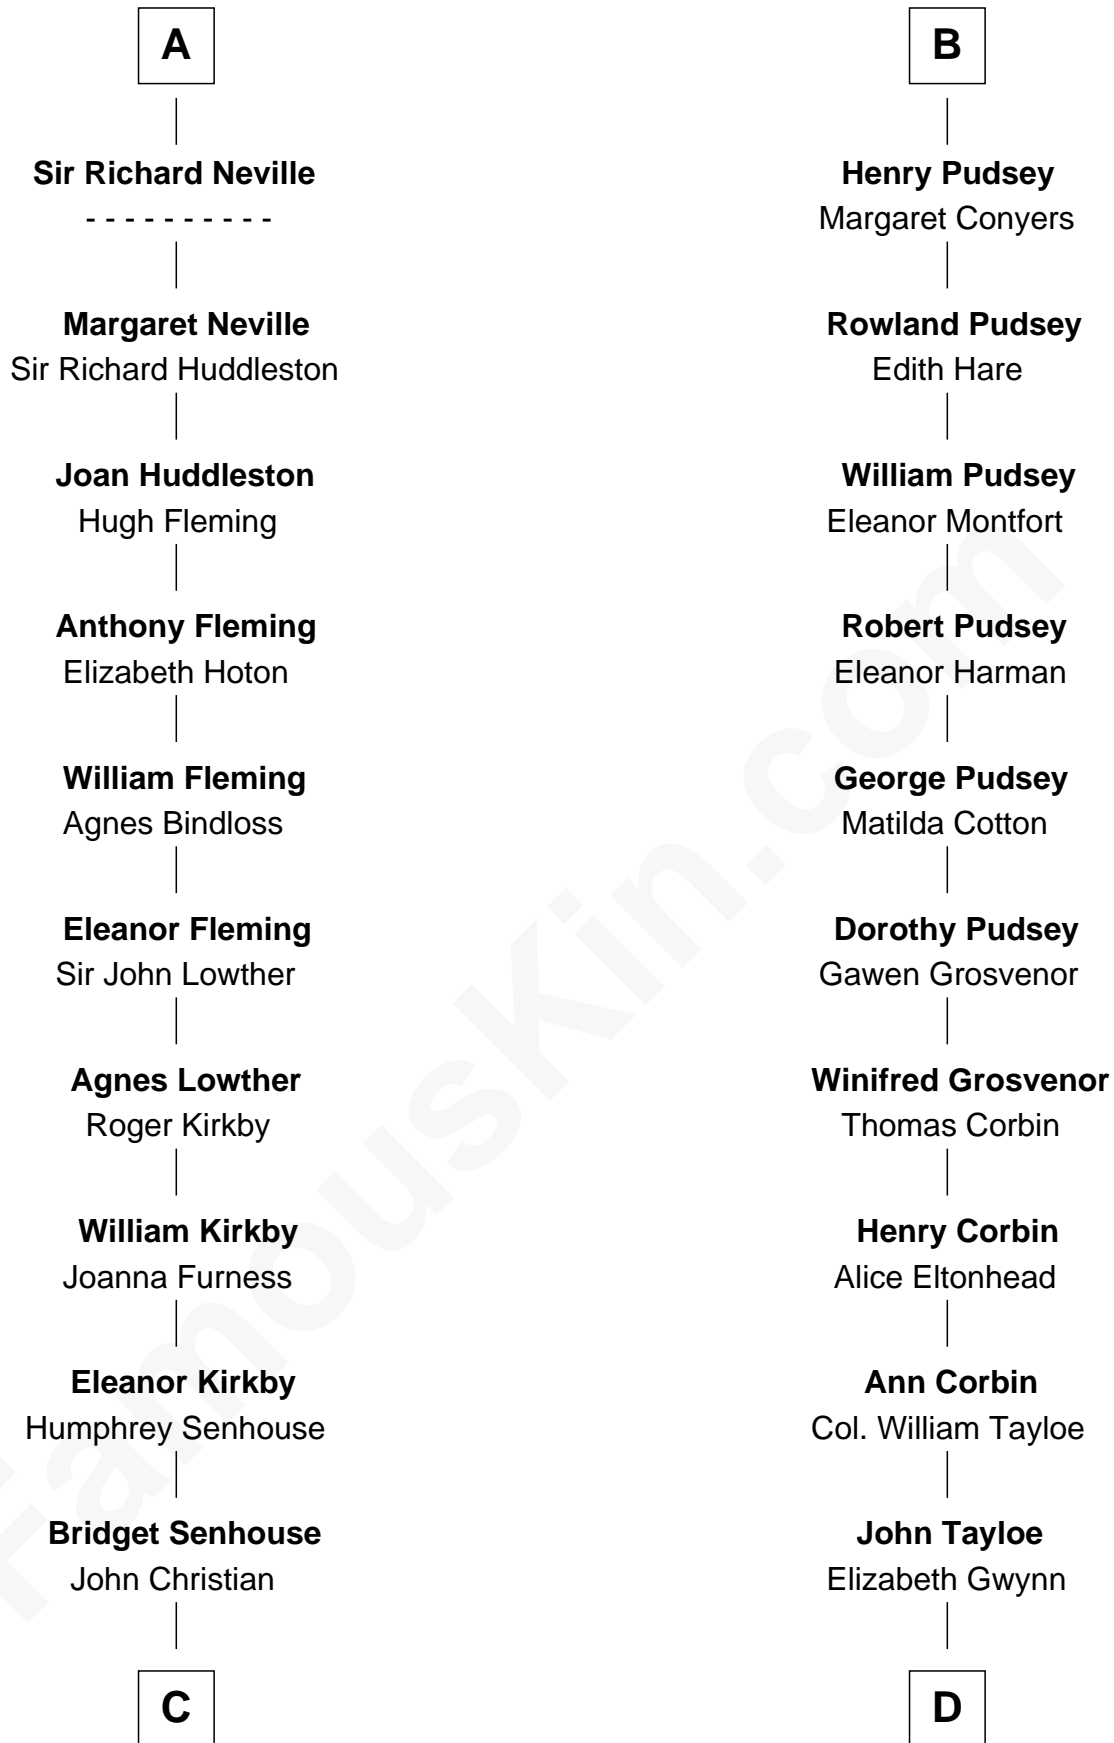 A
Sir Richard Neville
- - - - - - - - - -
Margaret Neville
Sir Richard Huddleston
Joan Huddleston
Hugh Fleming
Anthony Fleming
Elizabeth Hoton
William Fleming
Agnes Bindloss
Eleanor Fleming
Sir John Lowther
Agnes Lowther
Roger Kirkby
William Kirkby
Joanna Furness
Eleanor Kirkby
Humphrey Senhouse
Bridget Senhouse
John Christian
C
B
Henry Pudsey
Margaret Conyers
Rowland Pudsey
Edith Hare
William Pudsey
Eleanor Montfort
Robert Pudsey
Eleanor Harman
George Pudsey
Matilda Cotton
Dorothy Pudsey
Gawen Grosvenor
Winifred Grosvenor
Thomas Corbin
Henry Corbin
Alice Eltonhead
Ann Corbin
Col. William Tayloe
John Tayloe
Elizabeth Gwynn
D
FamousKin.com